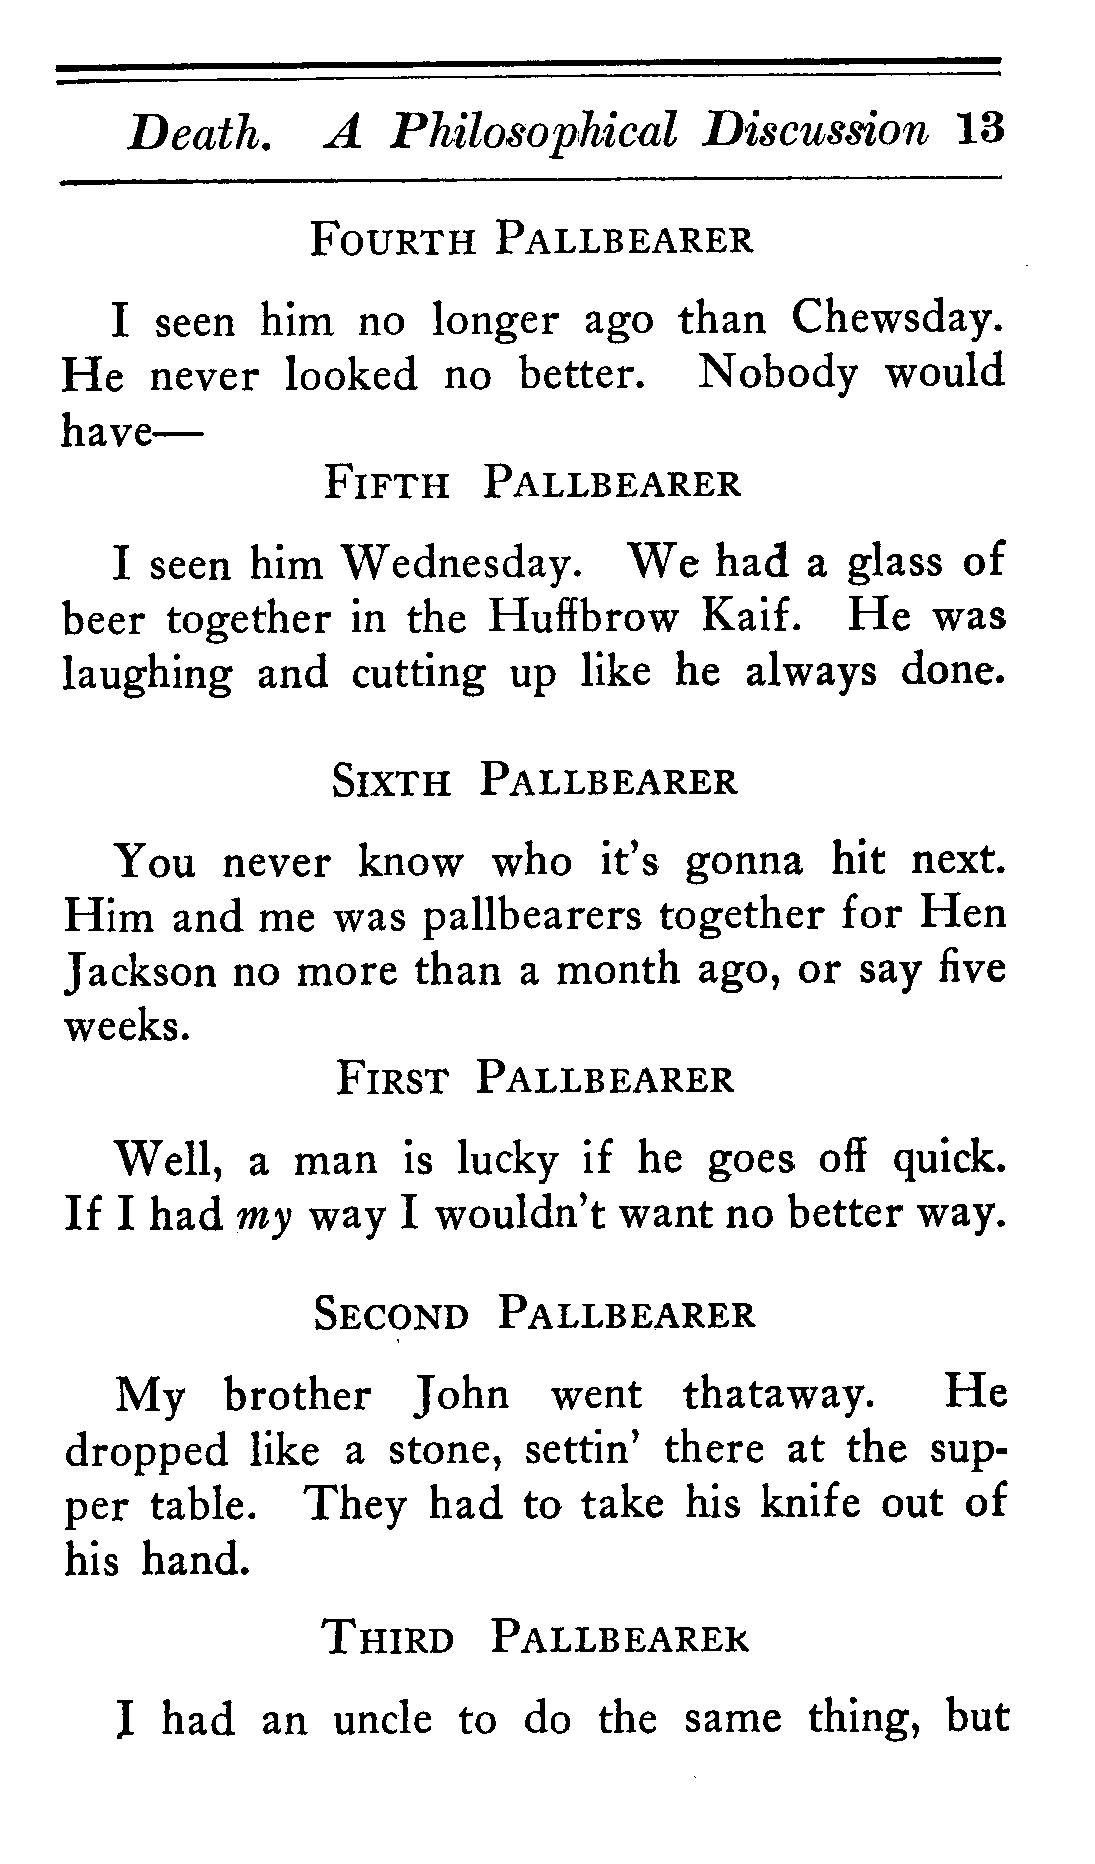 Death. A Philosophical Discussion 13
FOURTH PALLBEARER
I seen him no longer ago than Chewsday.
He never looked no better. Nobody would
have—
FIFTH PALLBEARER
I seen him Wednesday. We had a glass of
beer together in the Huffbrow Kaif. He was
laughing and cutting up like he always done.
SIXTH PALLBEARER
You never know who it's gonna hit next.
Him and me was pallbearers together for Hen
Jackson no more than a month ago, or say five
weeks.
FIRST PALLBEARER
Well, a man is lucky if he goes off quick.
If I had my way I wouldn't want no better way.
SECOND PALLBEARER
My brother John went thataway. He
dropped like a stone, settin' there at the sup-
per table. They had to take his knife out of
his hand.
THIRD PALLBEARER
I had an uncle to do the same thing, but